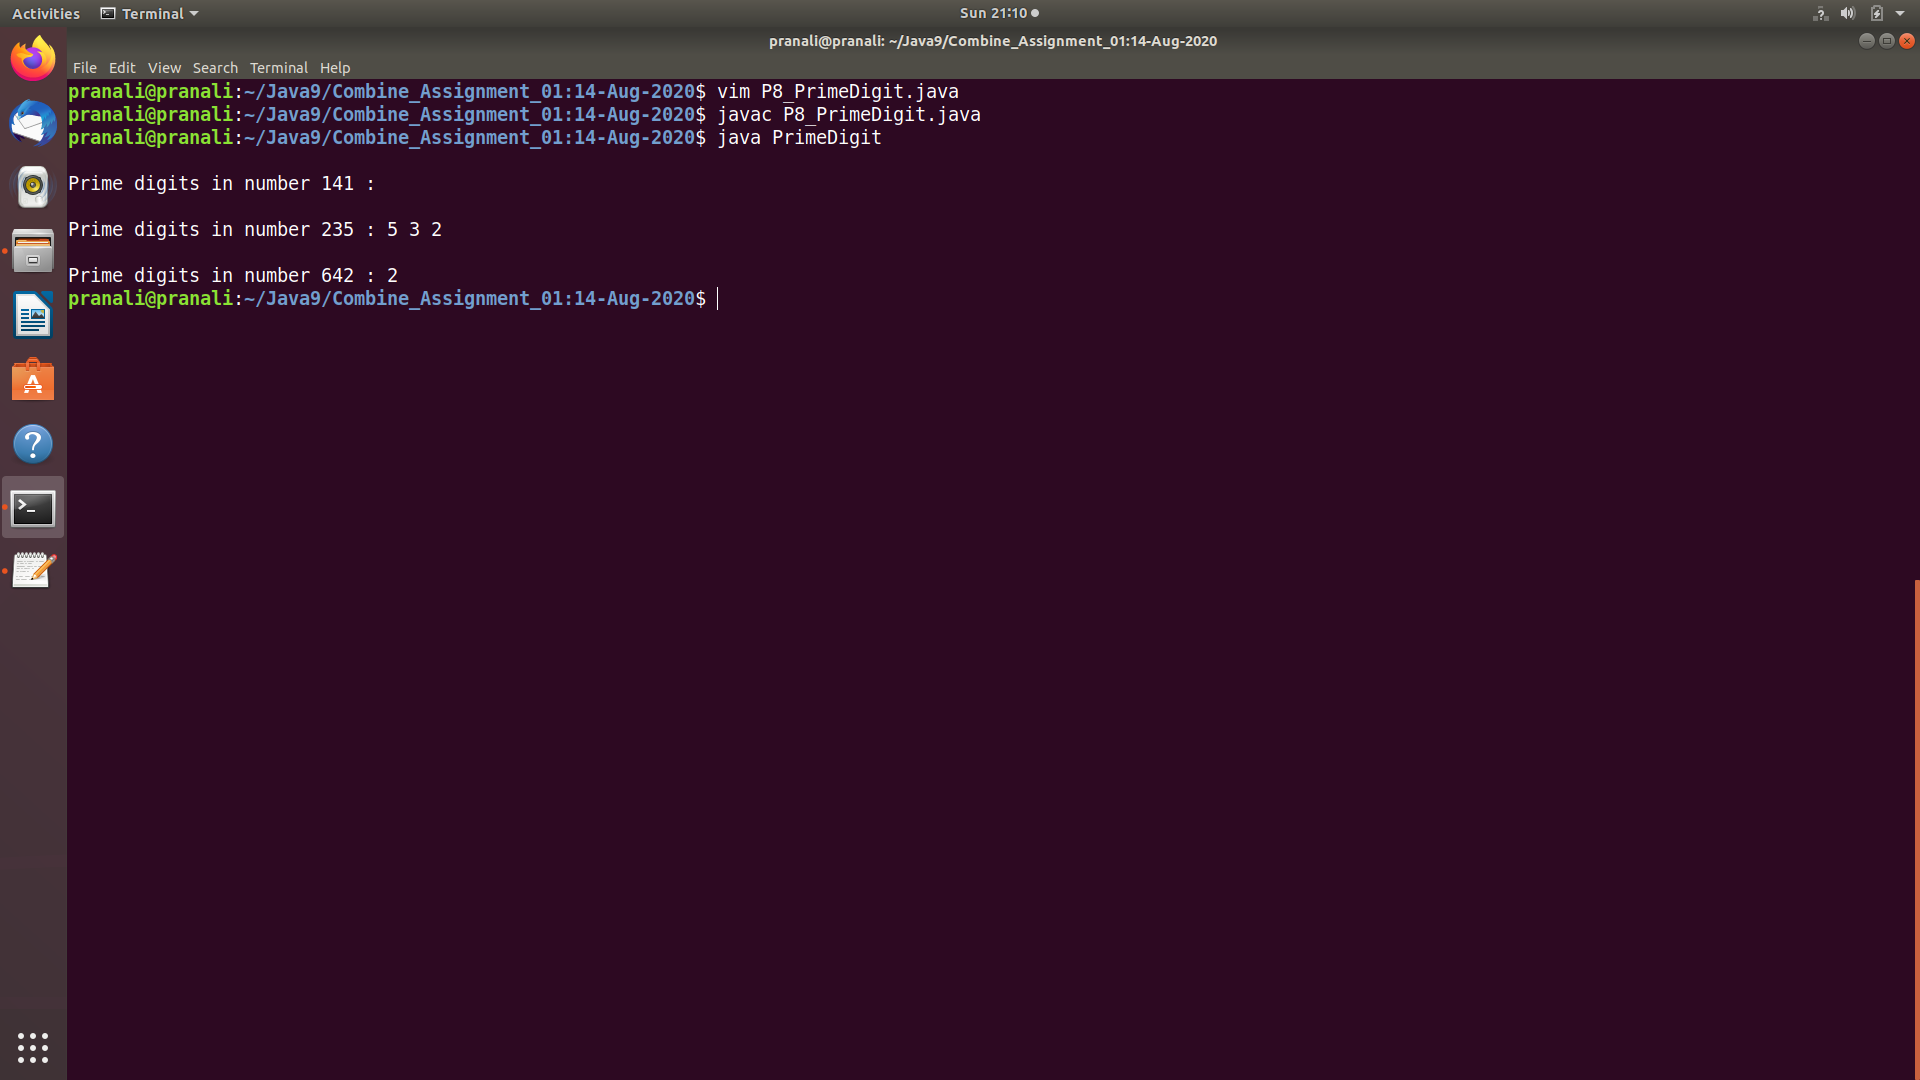 Activities Terminal Sun 21:10
pranali@pranali: ~/Java9/Combine_Assignment_01:14-Aug-2020
File Edit View Search Terminal Help
pranali@pranali:~/Java9/Combine_Assignment_01:14-Aug-2020$ vim P8_PrimeDigit.java
pranali@pranali:~/Java9/Combine_Assignment_01:14-Aug-2020$ javac P8_PrimeDigit.java
pranali@pranali:~/Java9/Combine_Assignment_01:14-Aug-2020$ java PrimeDigit
Prime digits in number 141 :
Prime digits in number 235 : 5 3 2
Prime digits in number 642 : 2
pranali@pranali:~/Java9/Combine_Assignment_01:14-Aug-2020$